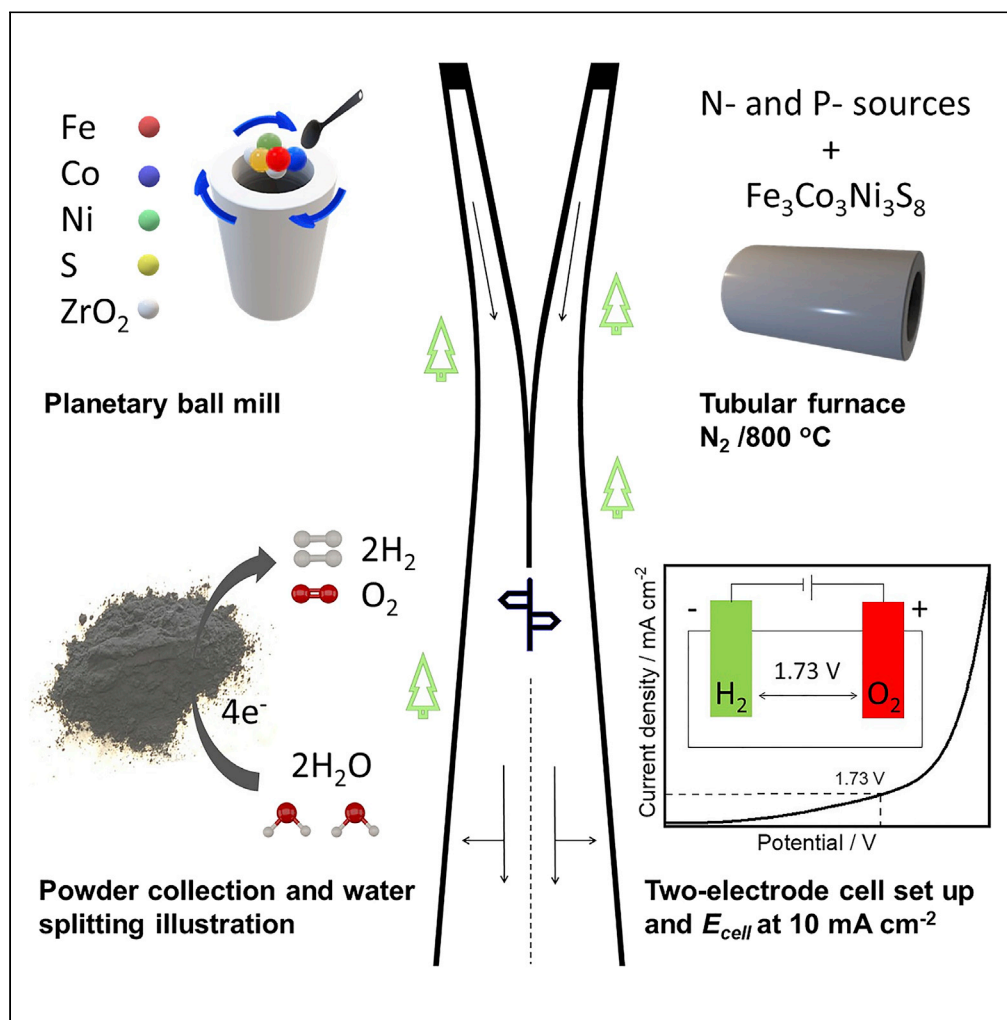 Fe
Co
Ni
S
ZrO₂
Planetary ball mill
N- and P- sources
+
Fe₃Co₃Ni₃S₈
Tubular furnace
N₂ /800 °C
2H₂
O₂
4e⁻
2H₂O
Powder collection and water
splitting illustration
Current density / mA cm⁻²
-
+
H₂
1.73 V
O₂
1.73 V
Potential / V
Two-electrode cell set up
and E_cell at 10 mA cm⁻²